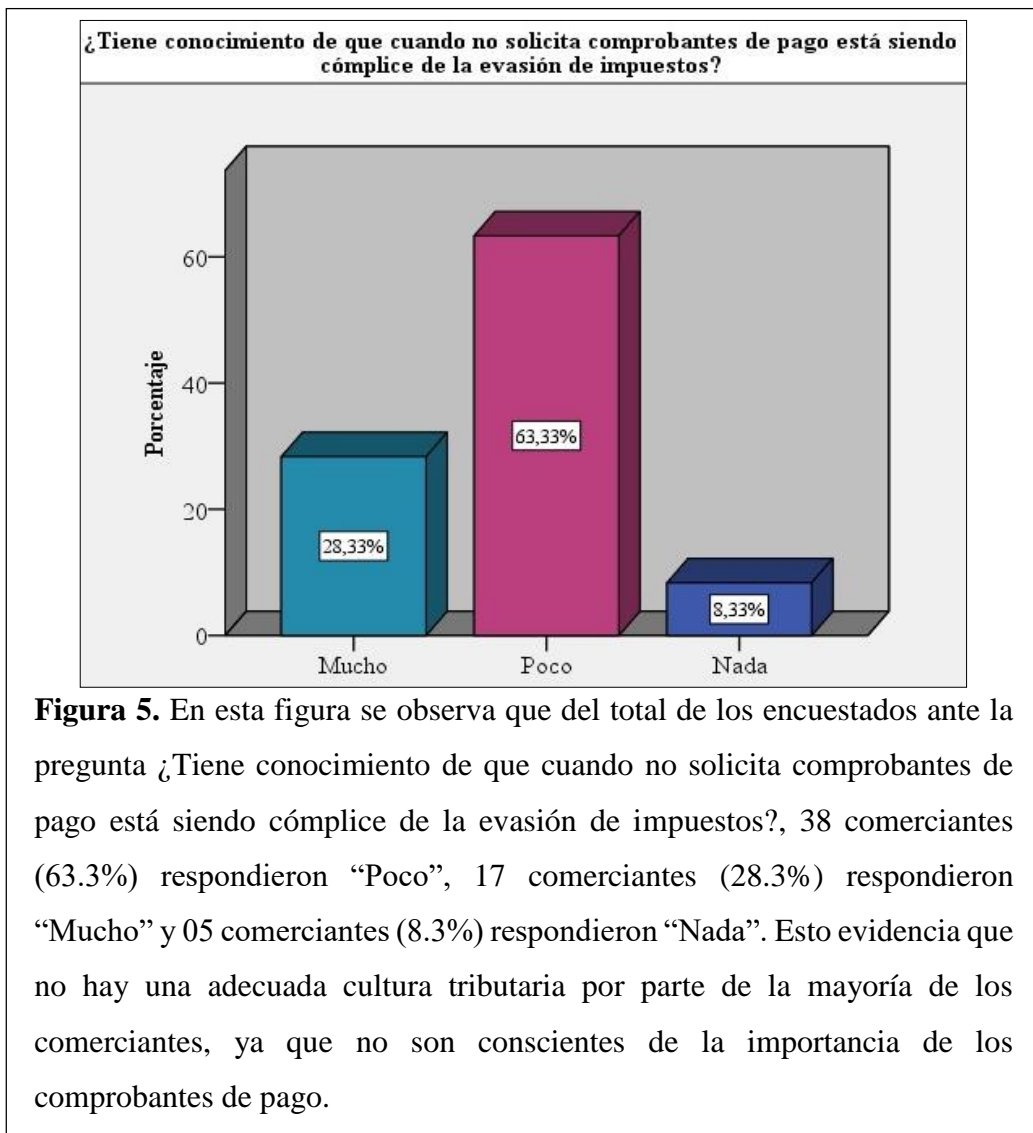 ¿Tiene conocimiento de que cuando no solicita comprobantes de pago está siendo
cómplice de la evasión de impuestos?
Porcentaje
60
40
20
0
28,33%
63,33%
8,33%
Mucho
Poco
Nada
Figura 5. En esta figura se observa que del total de los encuestados ante la
pregunta ¿Tiene conocimiento de que cuando no solicita comprobantes de
pago está siendo cómplice de la evasión de impuestos?, 38 comerciantes
(63.3%) respondieron “Poco”, 17 comerciantes (28.3%) respondieron
“Mucho” y 05 comerciantes (8.3%) respondieron “Nada”. Esto evidencia que
no hay una adecuada cultura tributaria por parte de la mayoría de los
comerciantes, ya que no son conscientes de la importancia de los
comprobantes de pago.